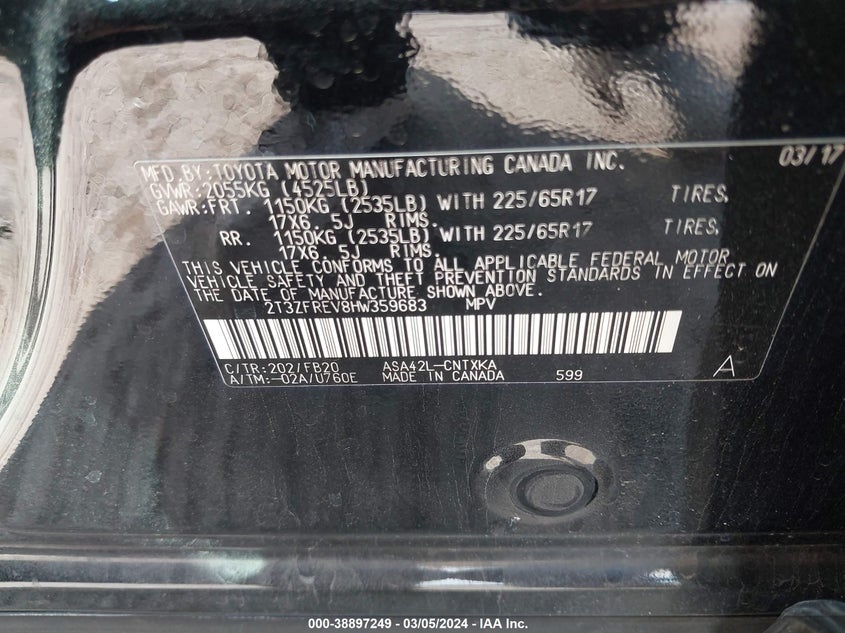 MFD.BY:TOYOTA MOTOR MANUFACTURING CANADA INC. 03/17
GVWR:2055KG (4525LB)
GAWR:FRT. 1150KG (2535LB) WITH 225/65R17 TIRES,
17X6.5J RIMS
RR. 1150KG (2535LB) WITH 225/65R17 TIRES,
17X6.5J RIMS
THIS VEHICLE CONFORMS TO ALL APPLICABLE FEDERAL MOTOR
VEHICLE SAFETY AND THEFT PREVENTION STANDARDS IN EFFECT ON
THE DATE OF MANUFACTURE SHOWN ABOVE.
2T3ZFREV8HW359683 MPV
C/TR:202/FB20 ASA42L-CNTXKA
A/TM:-02A/U760E MADE IN CANADA 599 A
000-38897249 - 03/05/2024 - IAA Inc.